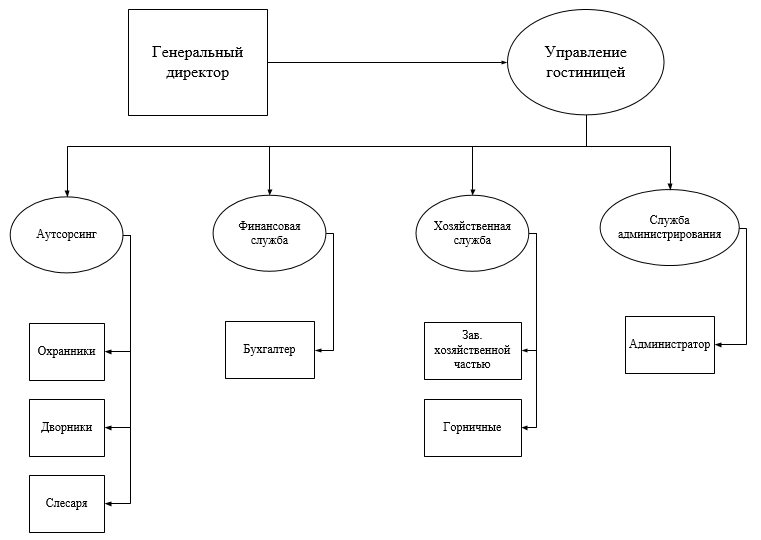 Генеральный
директор
Управление
гостиницей
Аутсорсинг
Финансовая
служба
Хозяйственная
служба
Служба
администрирования
Охранники
Бухгалтер
Зав.
хозяйственной
частью
Администратор
Дворники
Горничные
Слесаря